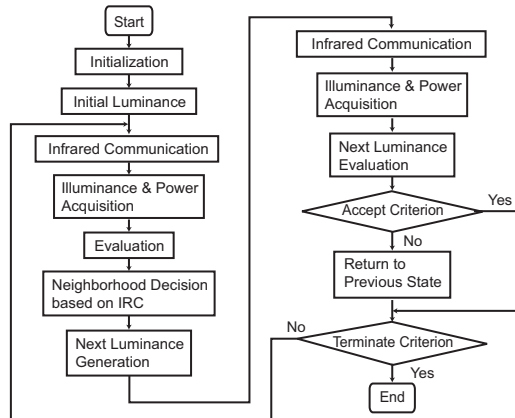 Start
Initialization
Initial Luminance
Infrared Communication
Illuminance & Power
Acquisition
Evaluation
Neighborhood Decision
based on IRC
Next Luminance
Generation
Infrared Communication
Illuminance & Power
Acquisition
Next Luminance
Evaluation
Accept Criterion
Yes
No
Return to
Previous State
No
Terminate Criterion
Yes
End